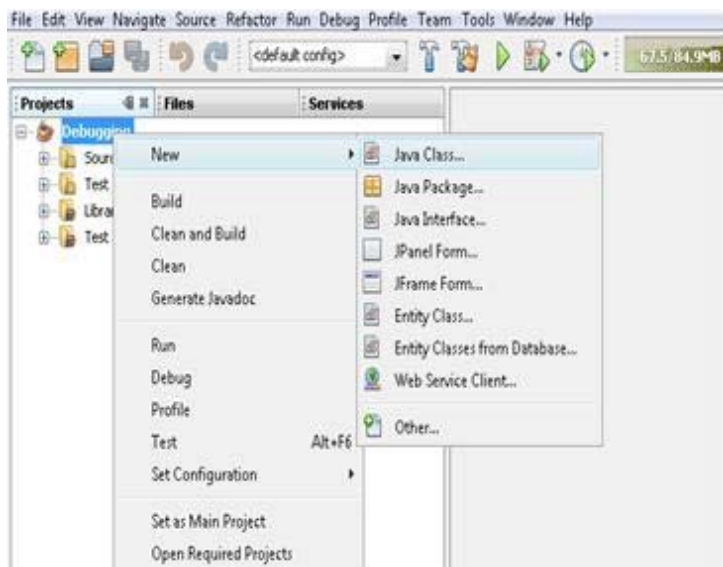 File Edit View Navigate Source Refactor Run Debug Profile Team Tools Window Help
<default config>
67.5/84.9MB
Projects Files Services
Debugging
Sour
Test
Librar
Test
New
Build
Clean and Build
Clean
Generate Javadoc
Run
Debug
Profile
Test Alt+F6
Set Configuration
Set as Main Project
Open Required Projects
Java Class...
Java Package...
Java Interface...
JPanel Form...
JFrame Form...
Entity Class...
Entity Classes from Database...
Web Service Client...
Other...